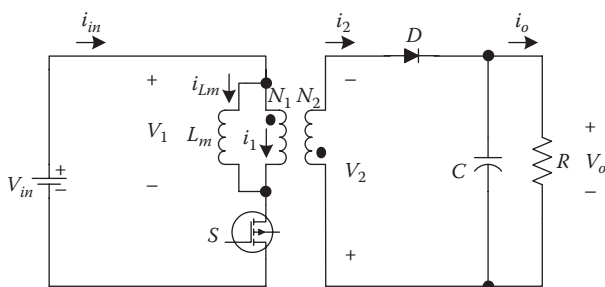 i_in
i_2
D
i_o
+
i_Lm
N_1 N_2
−
V_1
L_m
i_1
+
V_in
+
−
−
V_2
C
R
V_o
−
S
+